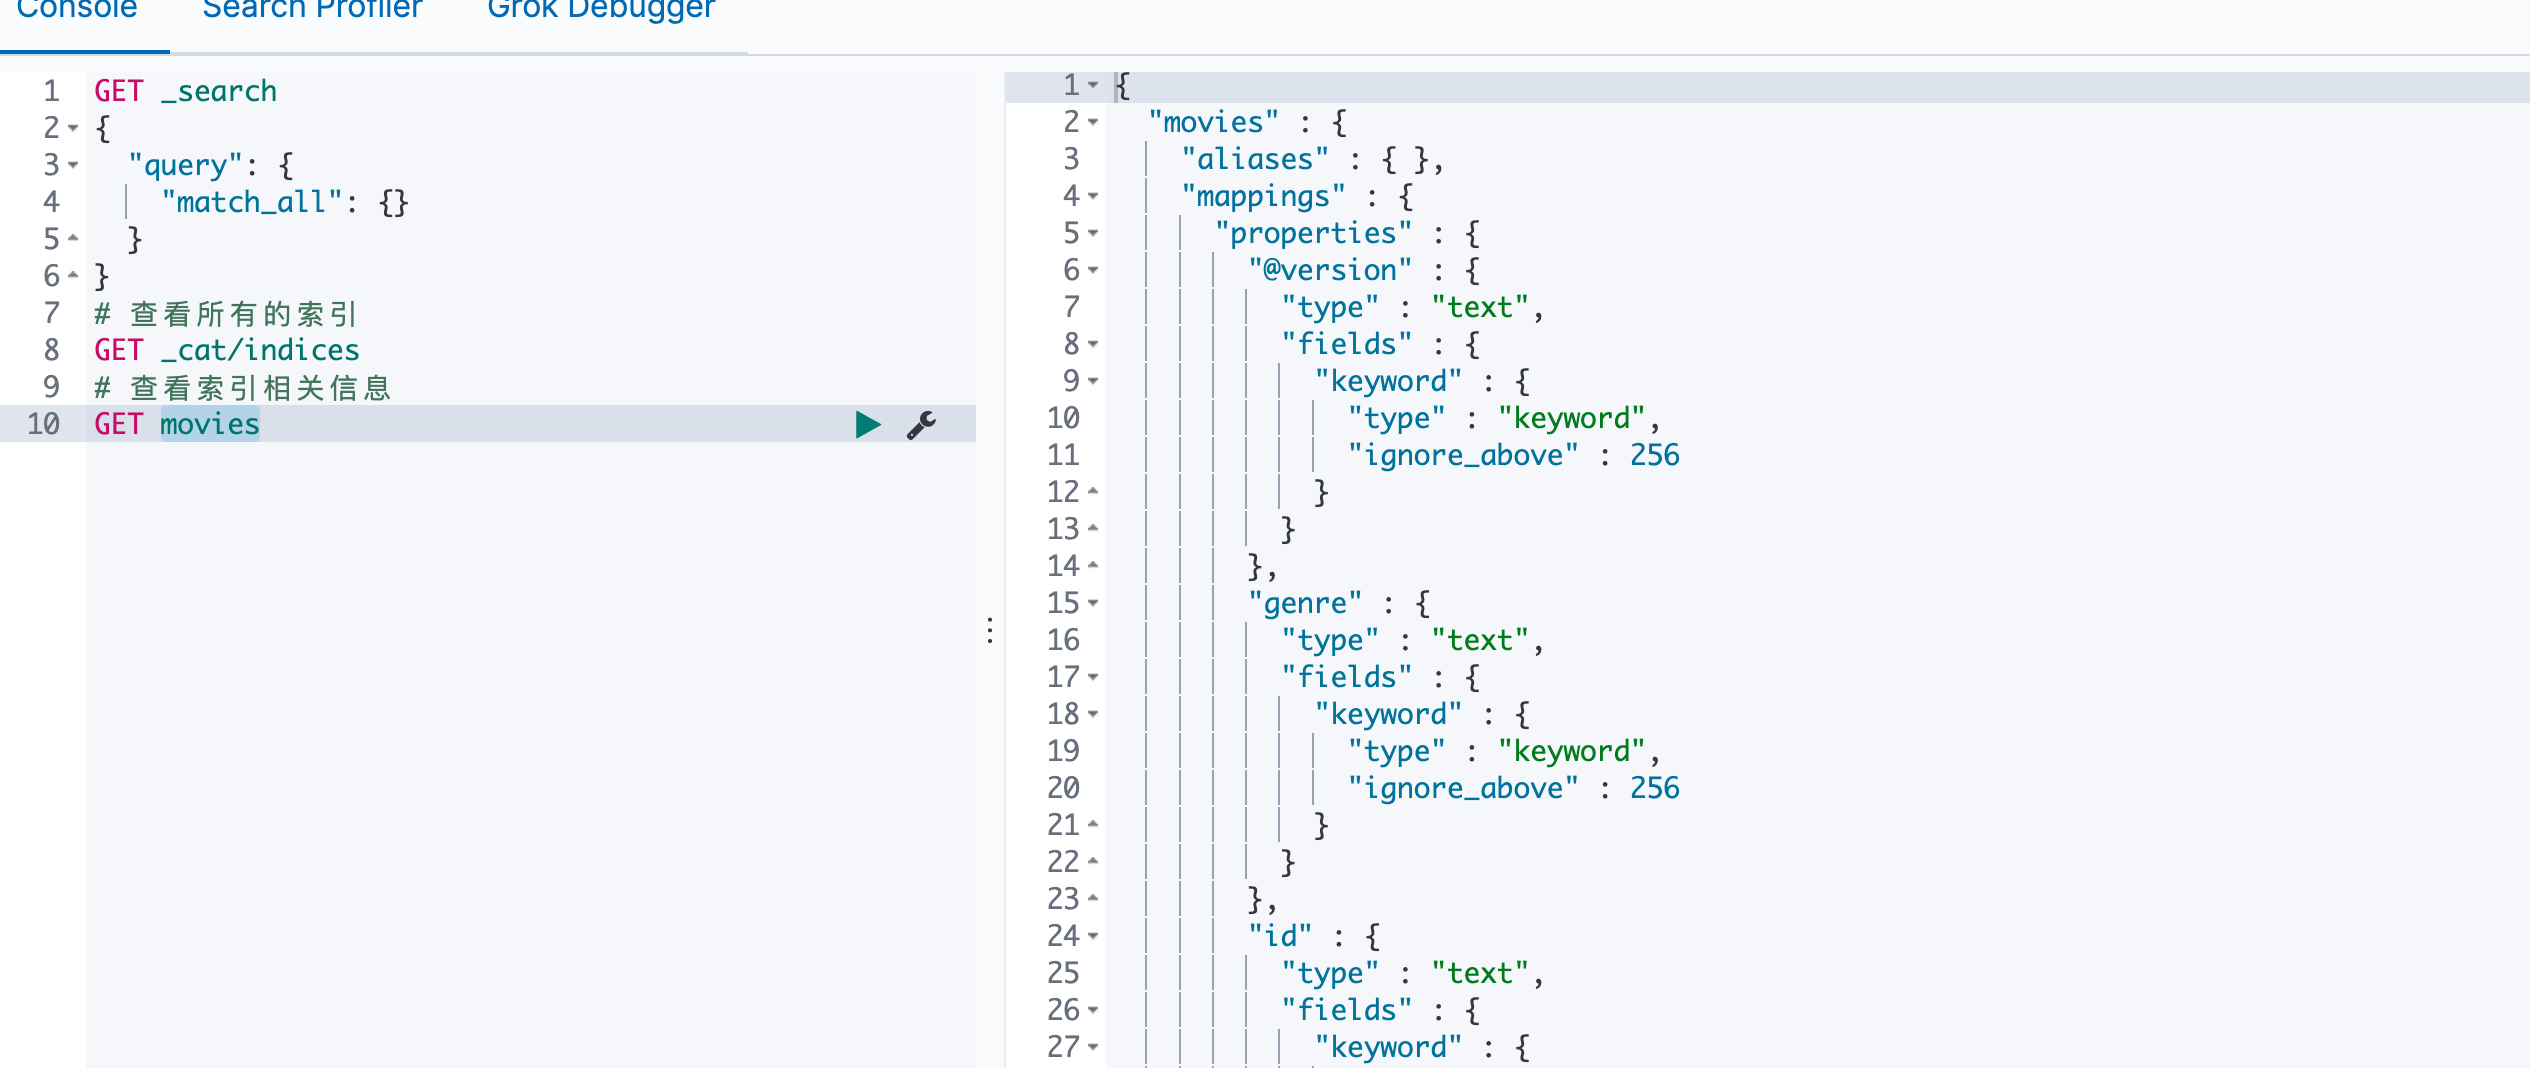 Console Search Profiler Grok Debugger
1 GET _search
2 {
3 "query": {
4 "match_all": {}
5 }
6 }
7 # 查看所有的索引
8 GET _cat/indices
9 # 查看索引相关信息
10 GET movies
1 {
2 "movies" : {
3 "aliases" : { },
4 "mappings" : {
5 "properties" : {
6 "@version" : {
7 "type" : "text",
8 "fields" : {
9 "keyword" : {
10 "type" : "keyword",
11 "ignore_above" : 256
12 }
13 }
14 },
15 "genre" : {
16 "type" : "text",
17 "fields" : {
18 "keyword" : {
19 "type" : "keyword",
20 "ignore_above" : 256
21 }
22 }
23 },
24 "id" : {
25 "type" : "text",
26 "fields" : {
27 "keyword" : {